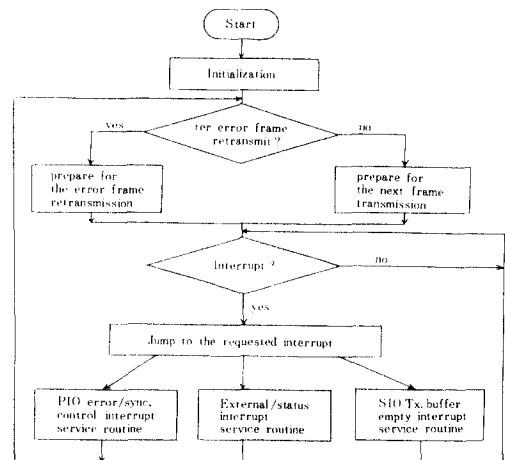 Start
Initialization
ter error frame
retransmit ?
yes
no
prepare for
the error frame
retransmission
prepare for
the next frame
transmission
Interrupt ?
no
yes
Jump to the requested interrupt
PIO error/sync.
control interrupt
service routine
External/status
interrupt
service routine
SIO Tx. buffer
empty interrupt
service routine